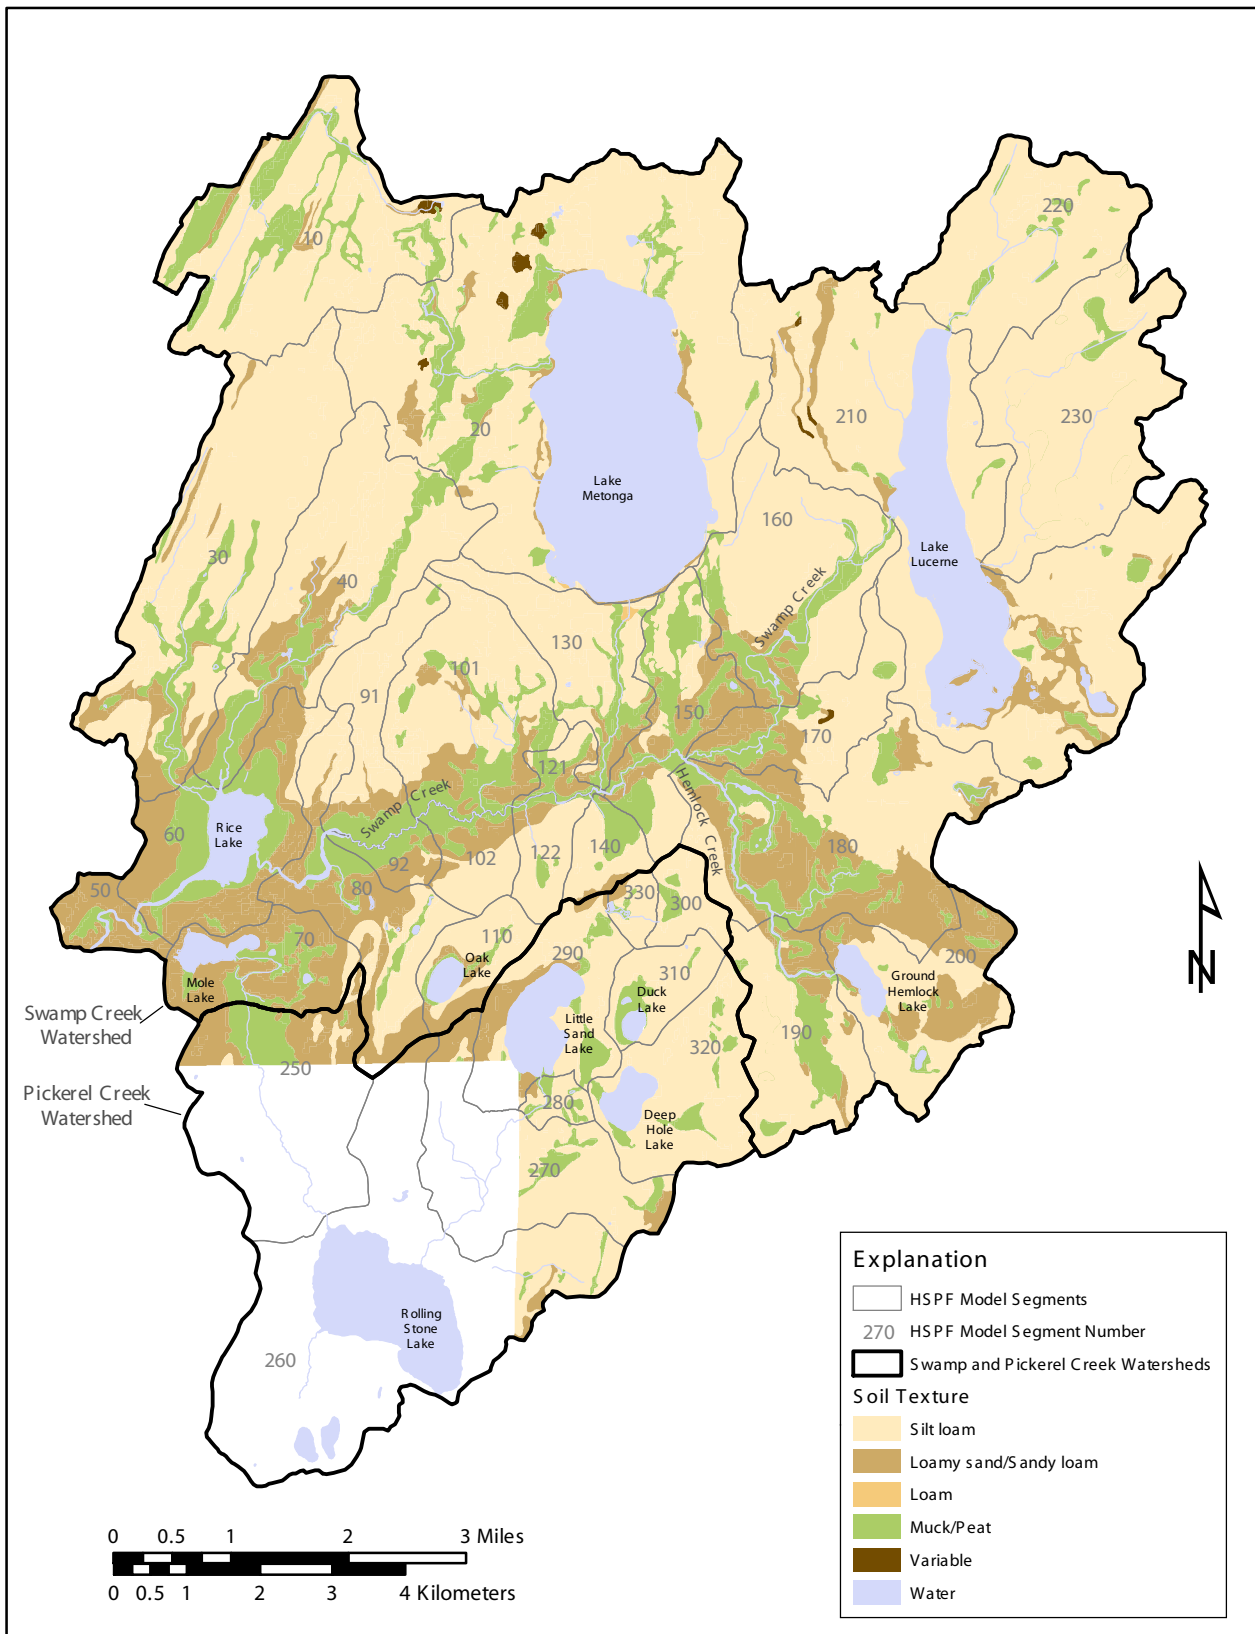 10
220
210
230
20
Lake
Metonga
160
30
40
Lake
Lucerne
Swamp Creek
130
101
91
150
170
121
Swamp Creek
Hemlock Creek
60
Rice
Lake
92
102
122
140
180
50
80
330
300
70
110
290
Oak
Lake
310
200
Mole
Lake
Duck
Lake
Ground
Hemlock
Lake
Swamp Creek
Watershed
Little
Sand
Lake
190
320
250
Pickerel Creek
Watershed
280
Deep
Hole
Lake
270
Rolling
Stone
Lake
260
N
Explanation
HSPF Model Segments
270 HSPF Model Segment Number
Swamp and Pickerel Creek Watersheds
Soil Texture
Silt loam
Loamy sand/Sandy loam
Loam
Muck/Peat
Variable
Water
0 0.5 1 2 3 Miles
0 0.5 1 2 3 4 Kilometers